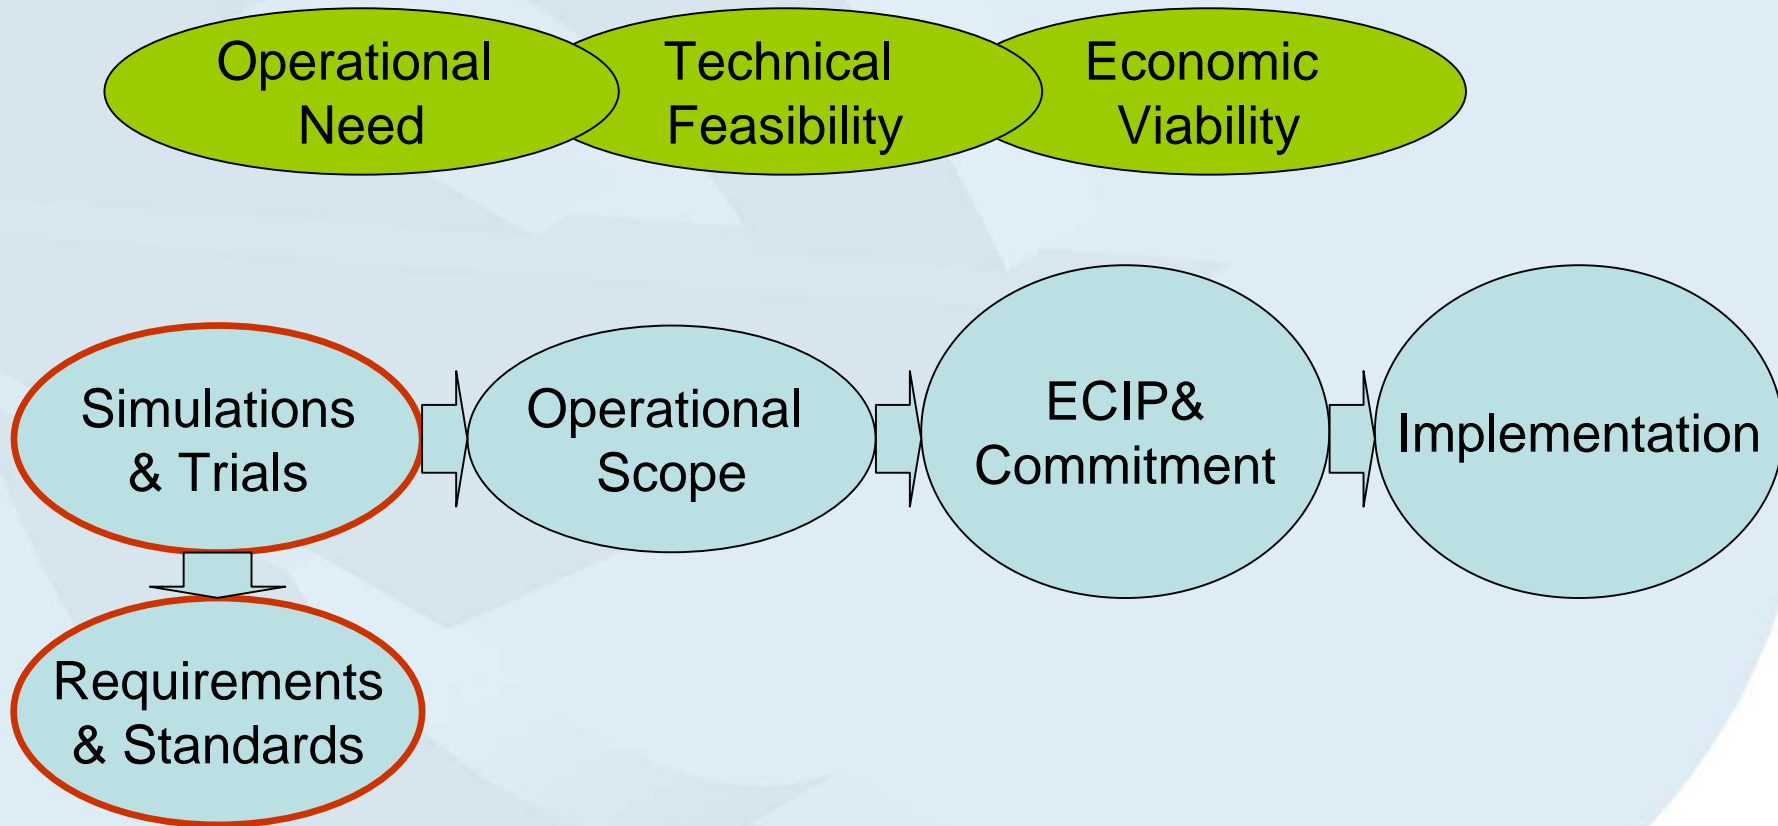 Operational
Need
Technical
Feasibility
Economic
Viability
Simulations
& Trials
Operational
Scope
ECIP&
Commitment
Implementation
Requirements
& Standards